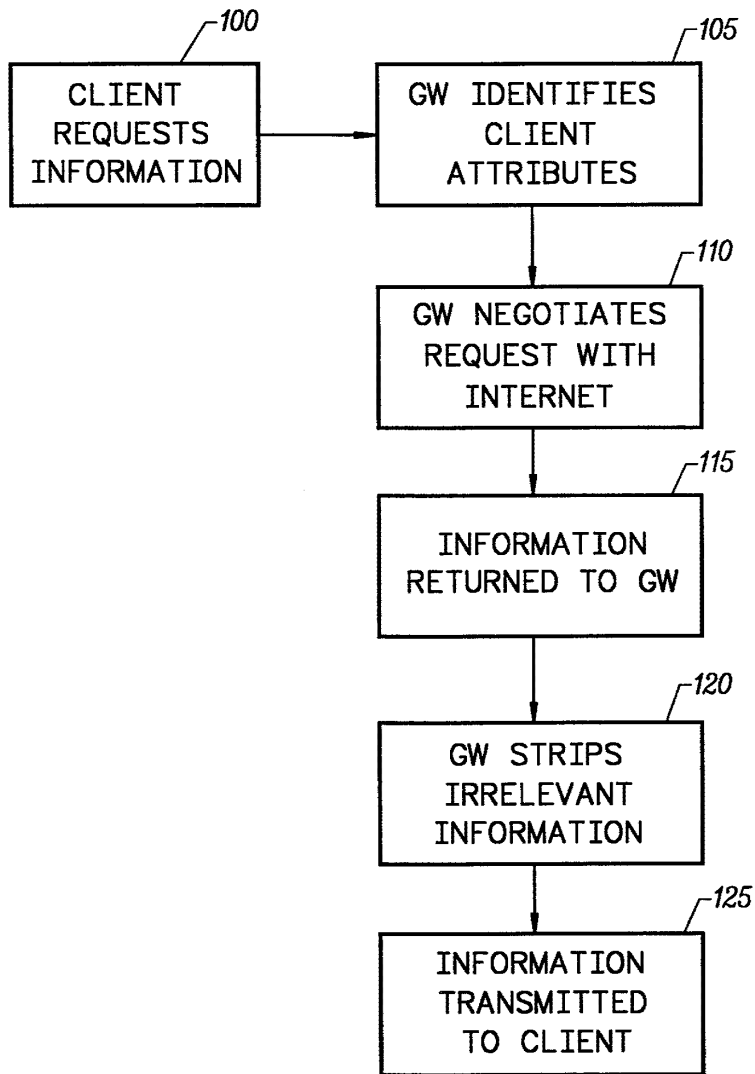 100
CLIENT
REQUESTS
INFORMATION
105
GW IDENTIFIES
CLIENT
ATTRIBUTES
110
GW NEGOTIATES
REQUEST WITH
INTERNET
115
INFORMATION
RETURNED TO GW
120
GW STRIPS
IRRELEVANT
INFORMATION
125
INFORMATION
TRANSMITTED
TO CLIENT